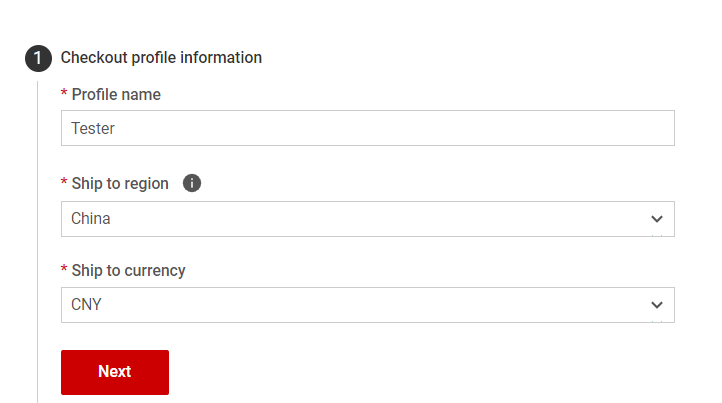 1 Checkout profile information
* Profile name
Tester
* Ship to region i
China
* Ship to currency
CNY
Next